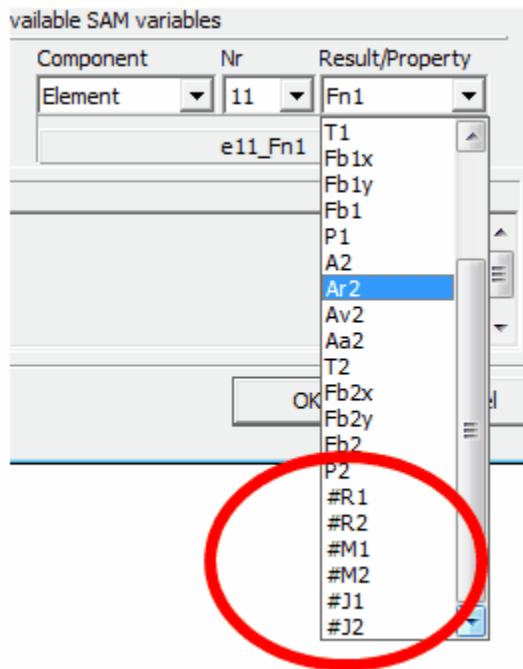 vailable SAM variables
Component Nr Result/Property
Element 11 Fn1
e11_Fn1
T1
Fb1x
Fb1y
Fb1
P1
A2
Ar2
Av2
Aa2
T2
Fb2x
OK
Fb2y
Fb2
P2
#R1
#R2
#M1
#M2
#J1
#J2